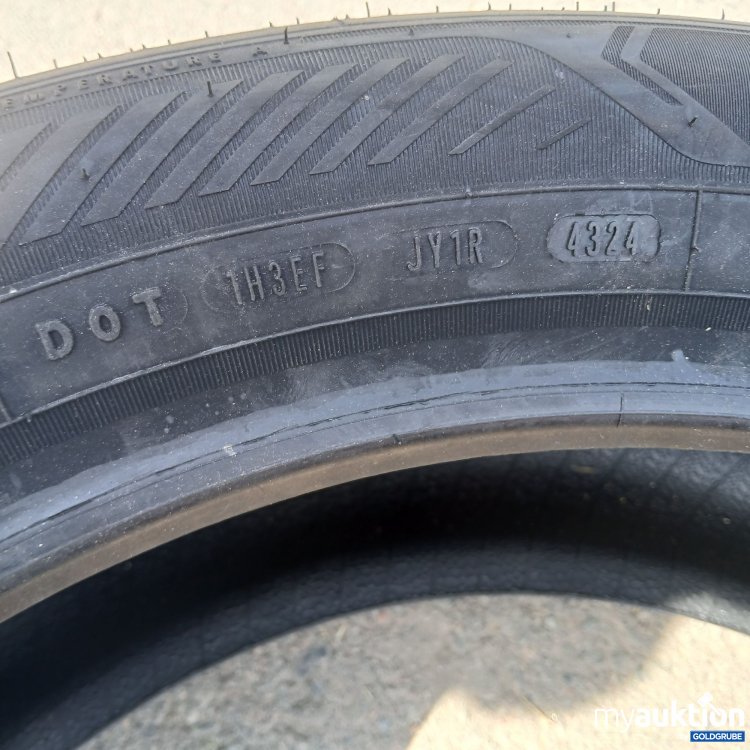 TEMPERATURE A
DOT 1H3EF JY1R 4324
myauktion
GOLDGRUBE